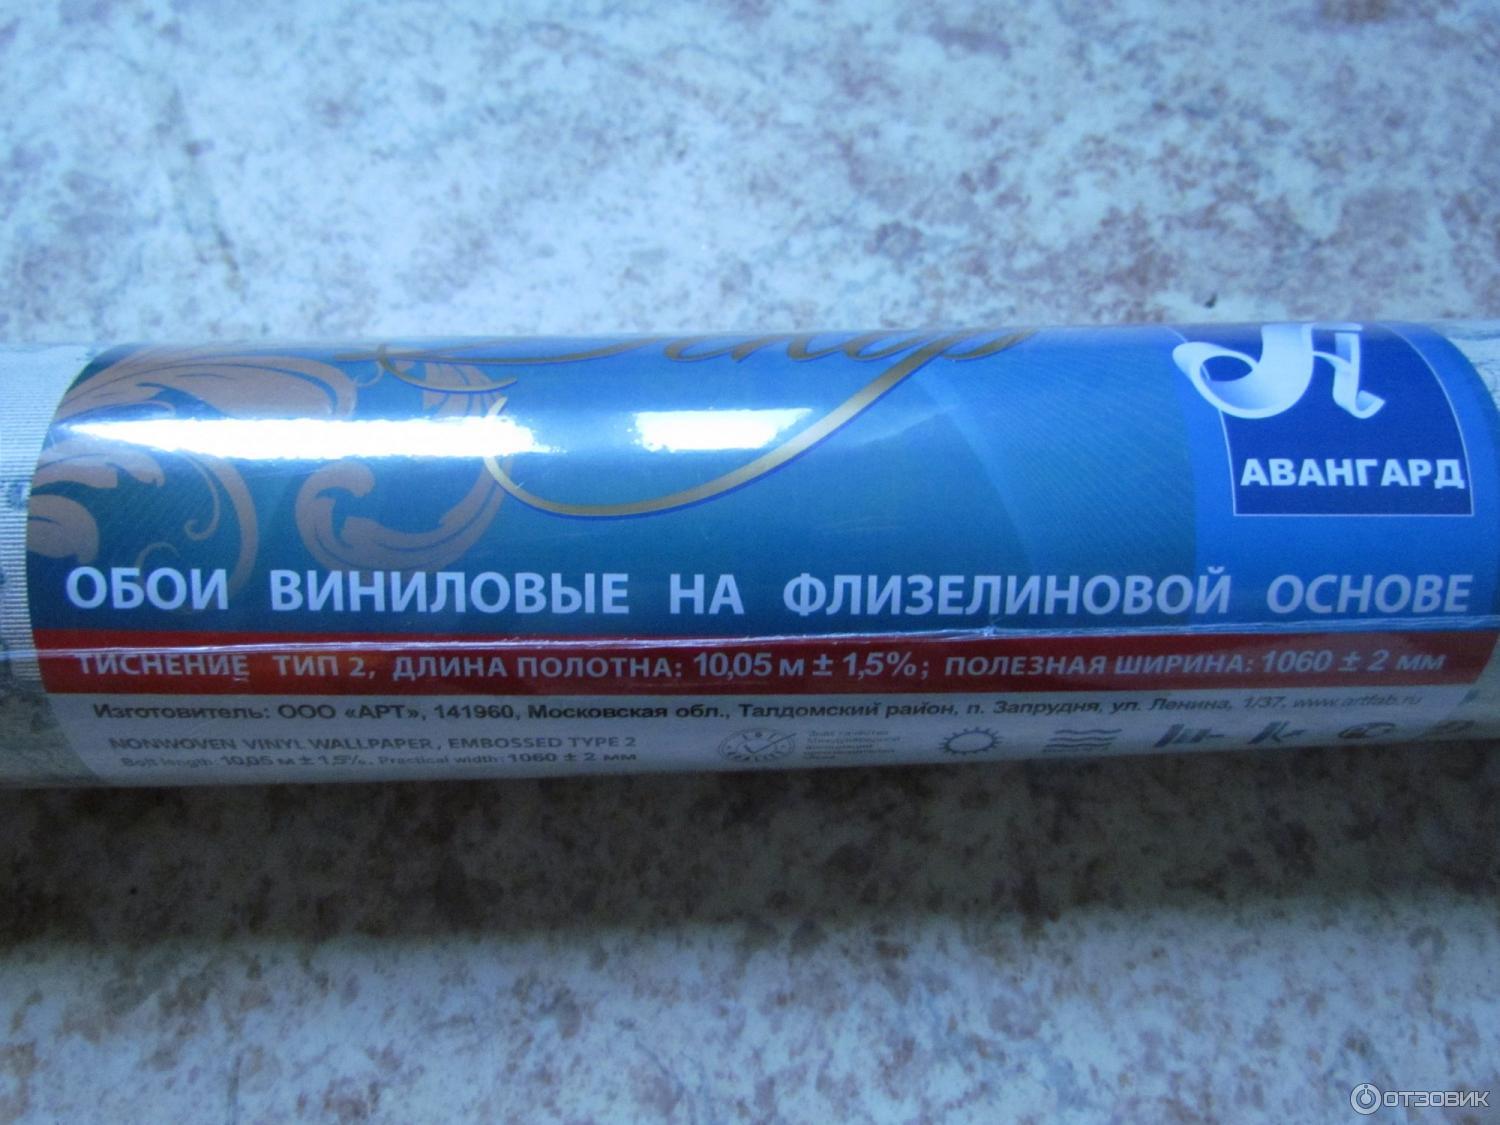 Декор
АВАНГАРД
ОБОИ ВИНИЛОВЫЕ НА ФЛИЗЕЛИНОВОЙ ОСНОВЕ
ТИСНЕНИЕ ТИП 2, ДЛИНА ПОЛОТНА: 10,05 м ± 1,5%; ПОЛЕЗНАЯ ШИРИНА: 1060 ± 2 мм
Изготовитель: ООО «АРТ», 141960, Московская обл., Талдомский район, п. Запрудня, ул. Ленина, 1/37, www.artfab.ru
NONWOVEN VINYL WALLPAPER, EMBOSSED TYPE 2
Bolt length: 10,05 м ± 1,5%, Practical width: 1060 ± 2 мм
ОТЗОВИК